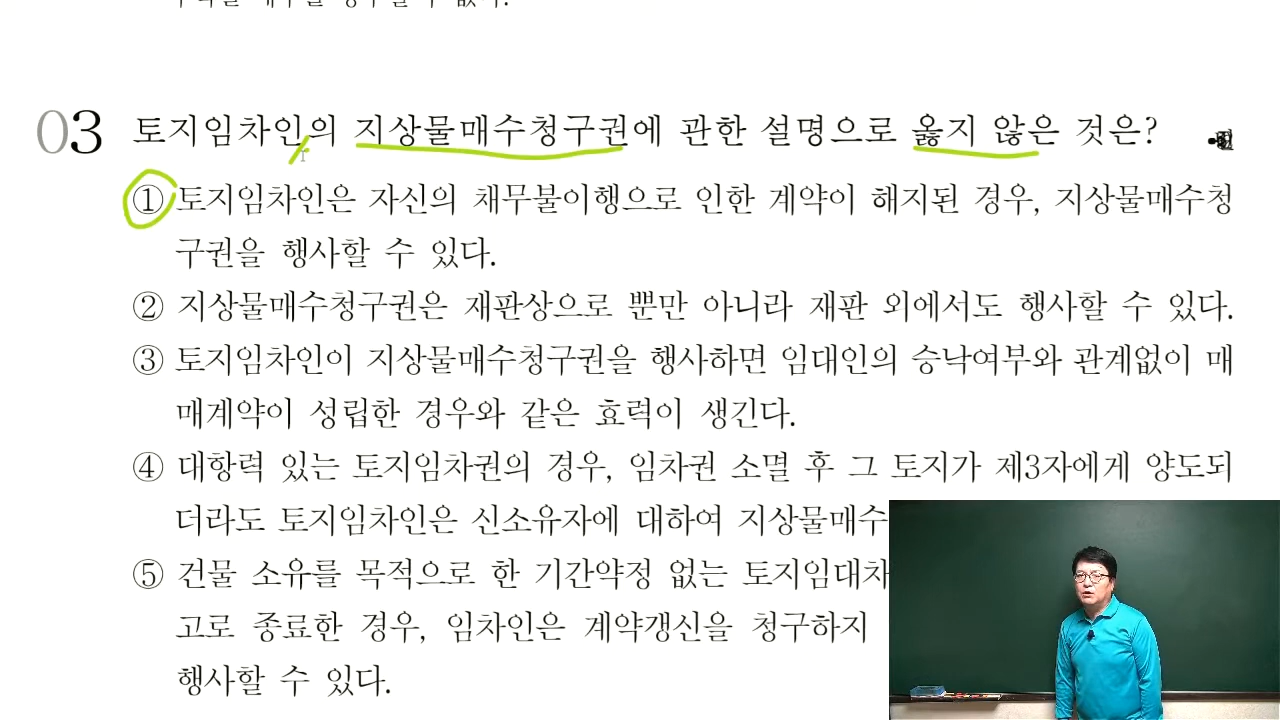 03 토지임차인의 지상물매수청구권에 관한 설명으로 옳지 않은 것은?
① 토지임차인은 자신의 채무불이행으로 인한 계약이 해지된 경우, 지상물매수청
구권을 행사할 수 있다.
② 지상물매수청구권은 재판상으로 뿐만 아니라 재판 외에서도 행사할 수 있다.
③ 토지임차인이 지상물매수청구권을 행사하면 임대인의 승낙여부와 관계없이 매
매계약이 성립한 경우와 같은 효력이 생긴다.
④ 대항력 있는 토지임차권의 경우, 임차권 소멸 후 그 토지가 제3자에게 양도되
더라도 토지임차인은 신소유자에 대하여 지상물매수
⑤ 건물 소유를 목적으로 한 기간약정 없는 토지임대차
고로 종료한 경우, 임차인은 계약갱신을 청구하지
행사할 수 있다.